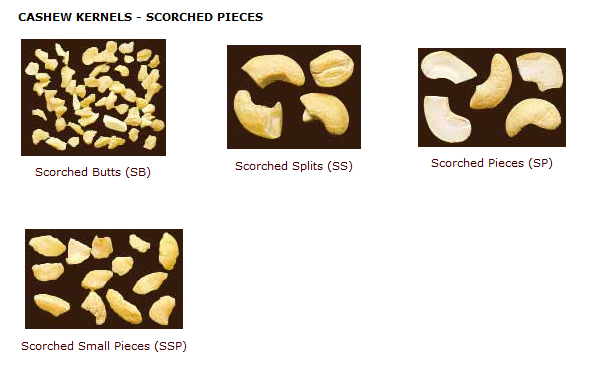 CASHEW KERNELS - SCORCHED PIECES
Scorched Butts (SB)
Scorched Splits (SS)
Scorched Pieces (SP)
Scorched Small Pieces (SSP)